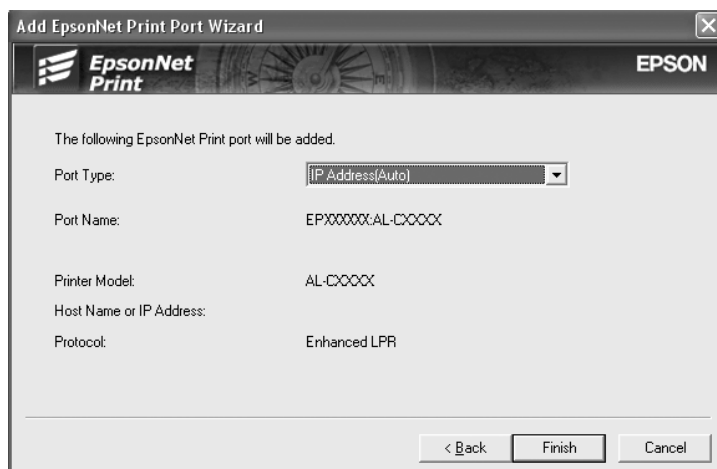 Add EpsonNet Print Port Wizard
EpsonNet
Print
EPSON
The following EpsonNet Print port will be added.
Port Type: IP Address(Auto)
Port Name: EPXXXXXX:AL-CXXXX
Printer Model: AL-CXXXX
Host Name or IP Address:
Protocol: Enhanced LPR
< Back Finish Cancel